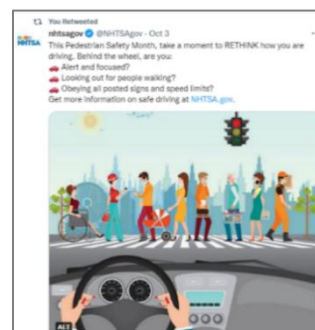 You Retweeted
nhtsagov @NHTSAgov · Oct 3
NHTSA
This Pedestrian Safety Month, take a moment to RETHINK how you are
driving. Behind the wheel, are you:
🚗 Alert and focused?
🚗 Looking out for people walking?
🚗 Obeying all posted signs and speed limits?
Get more information on safe driving at NHTSA.gov.
ALT